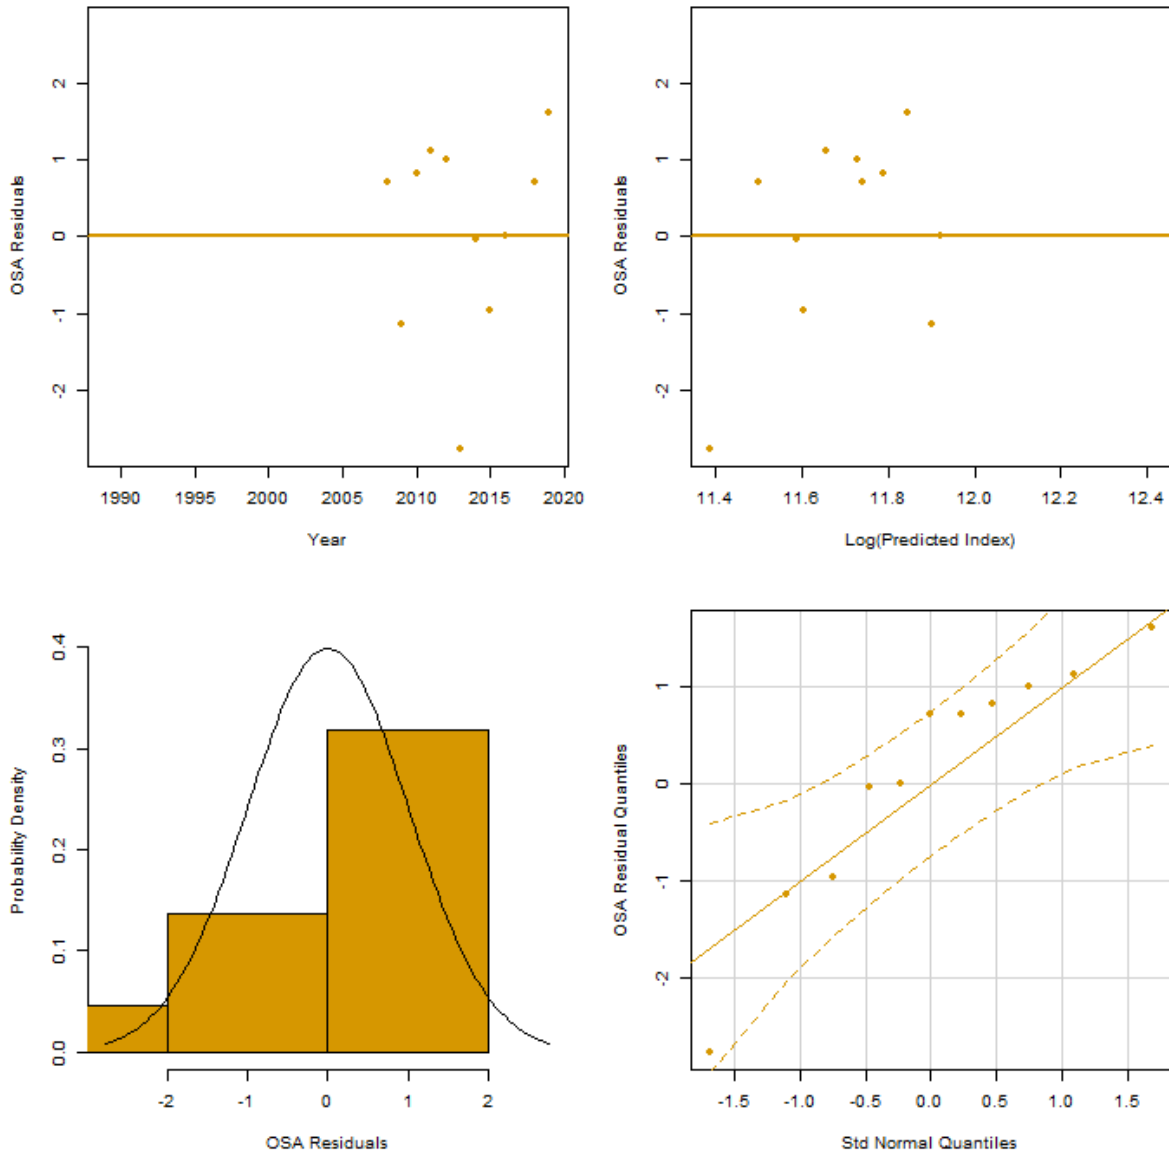 2
1
0
-1
-2
OSA Residuals
1990 1995 2000 2005 2010 2015 2020
Year
2
1
0
-1
-2
OSA Residuals
11.4 11.6 11.8 12.0 12.2 12.4
Log(Predicted Index)
0.4
0.3
0.2
0.1
0.0
Probability Density
-2 -1 0 1 2
OSA Residuals
1
0
-1
-2
OSA Residual Quantiles
-1.5 -1.0 -0.5 0.0 0.5 1.0 1.5
Std Normal Quantiles